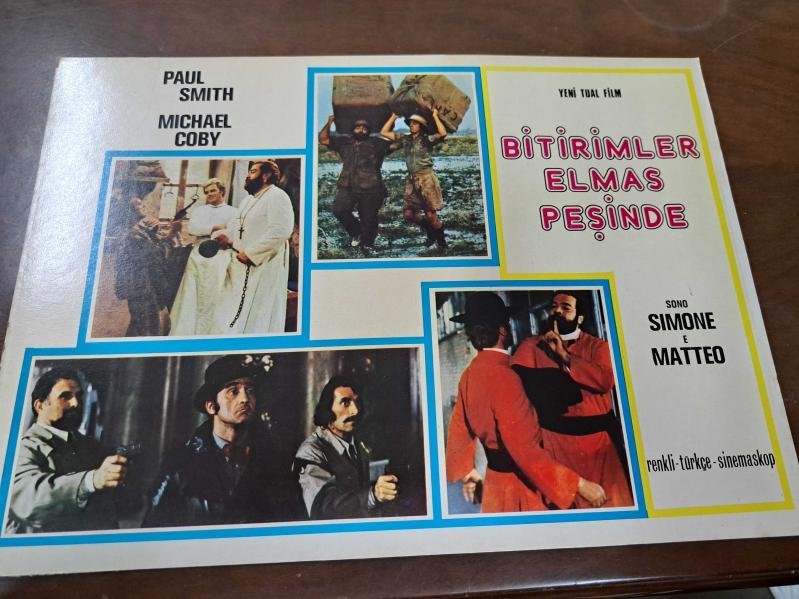 PAUL
SMITH
MICHAEL
COBY
YENİ TUAL FİLM
BİTİRİMLER
ELMAS
PEŞİNDE
SONO
SIMONE
E
MATTEO
renkli-türkçe-sinemaskop